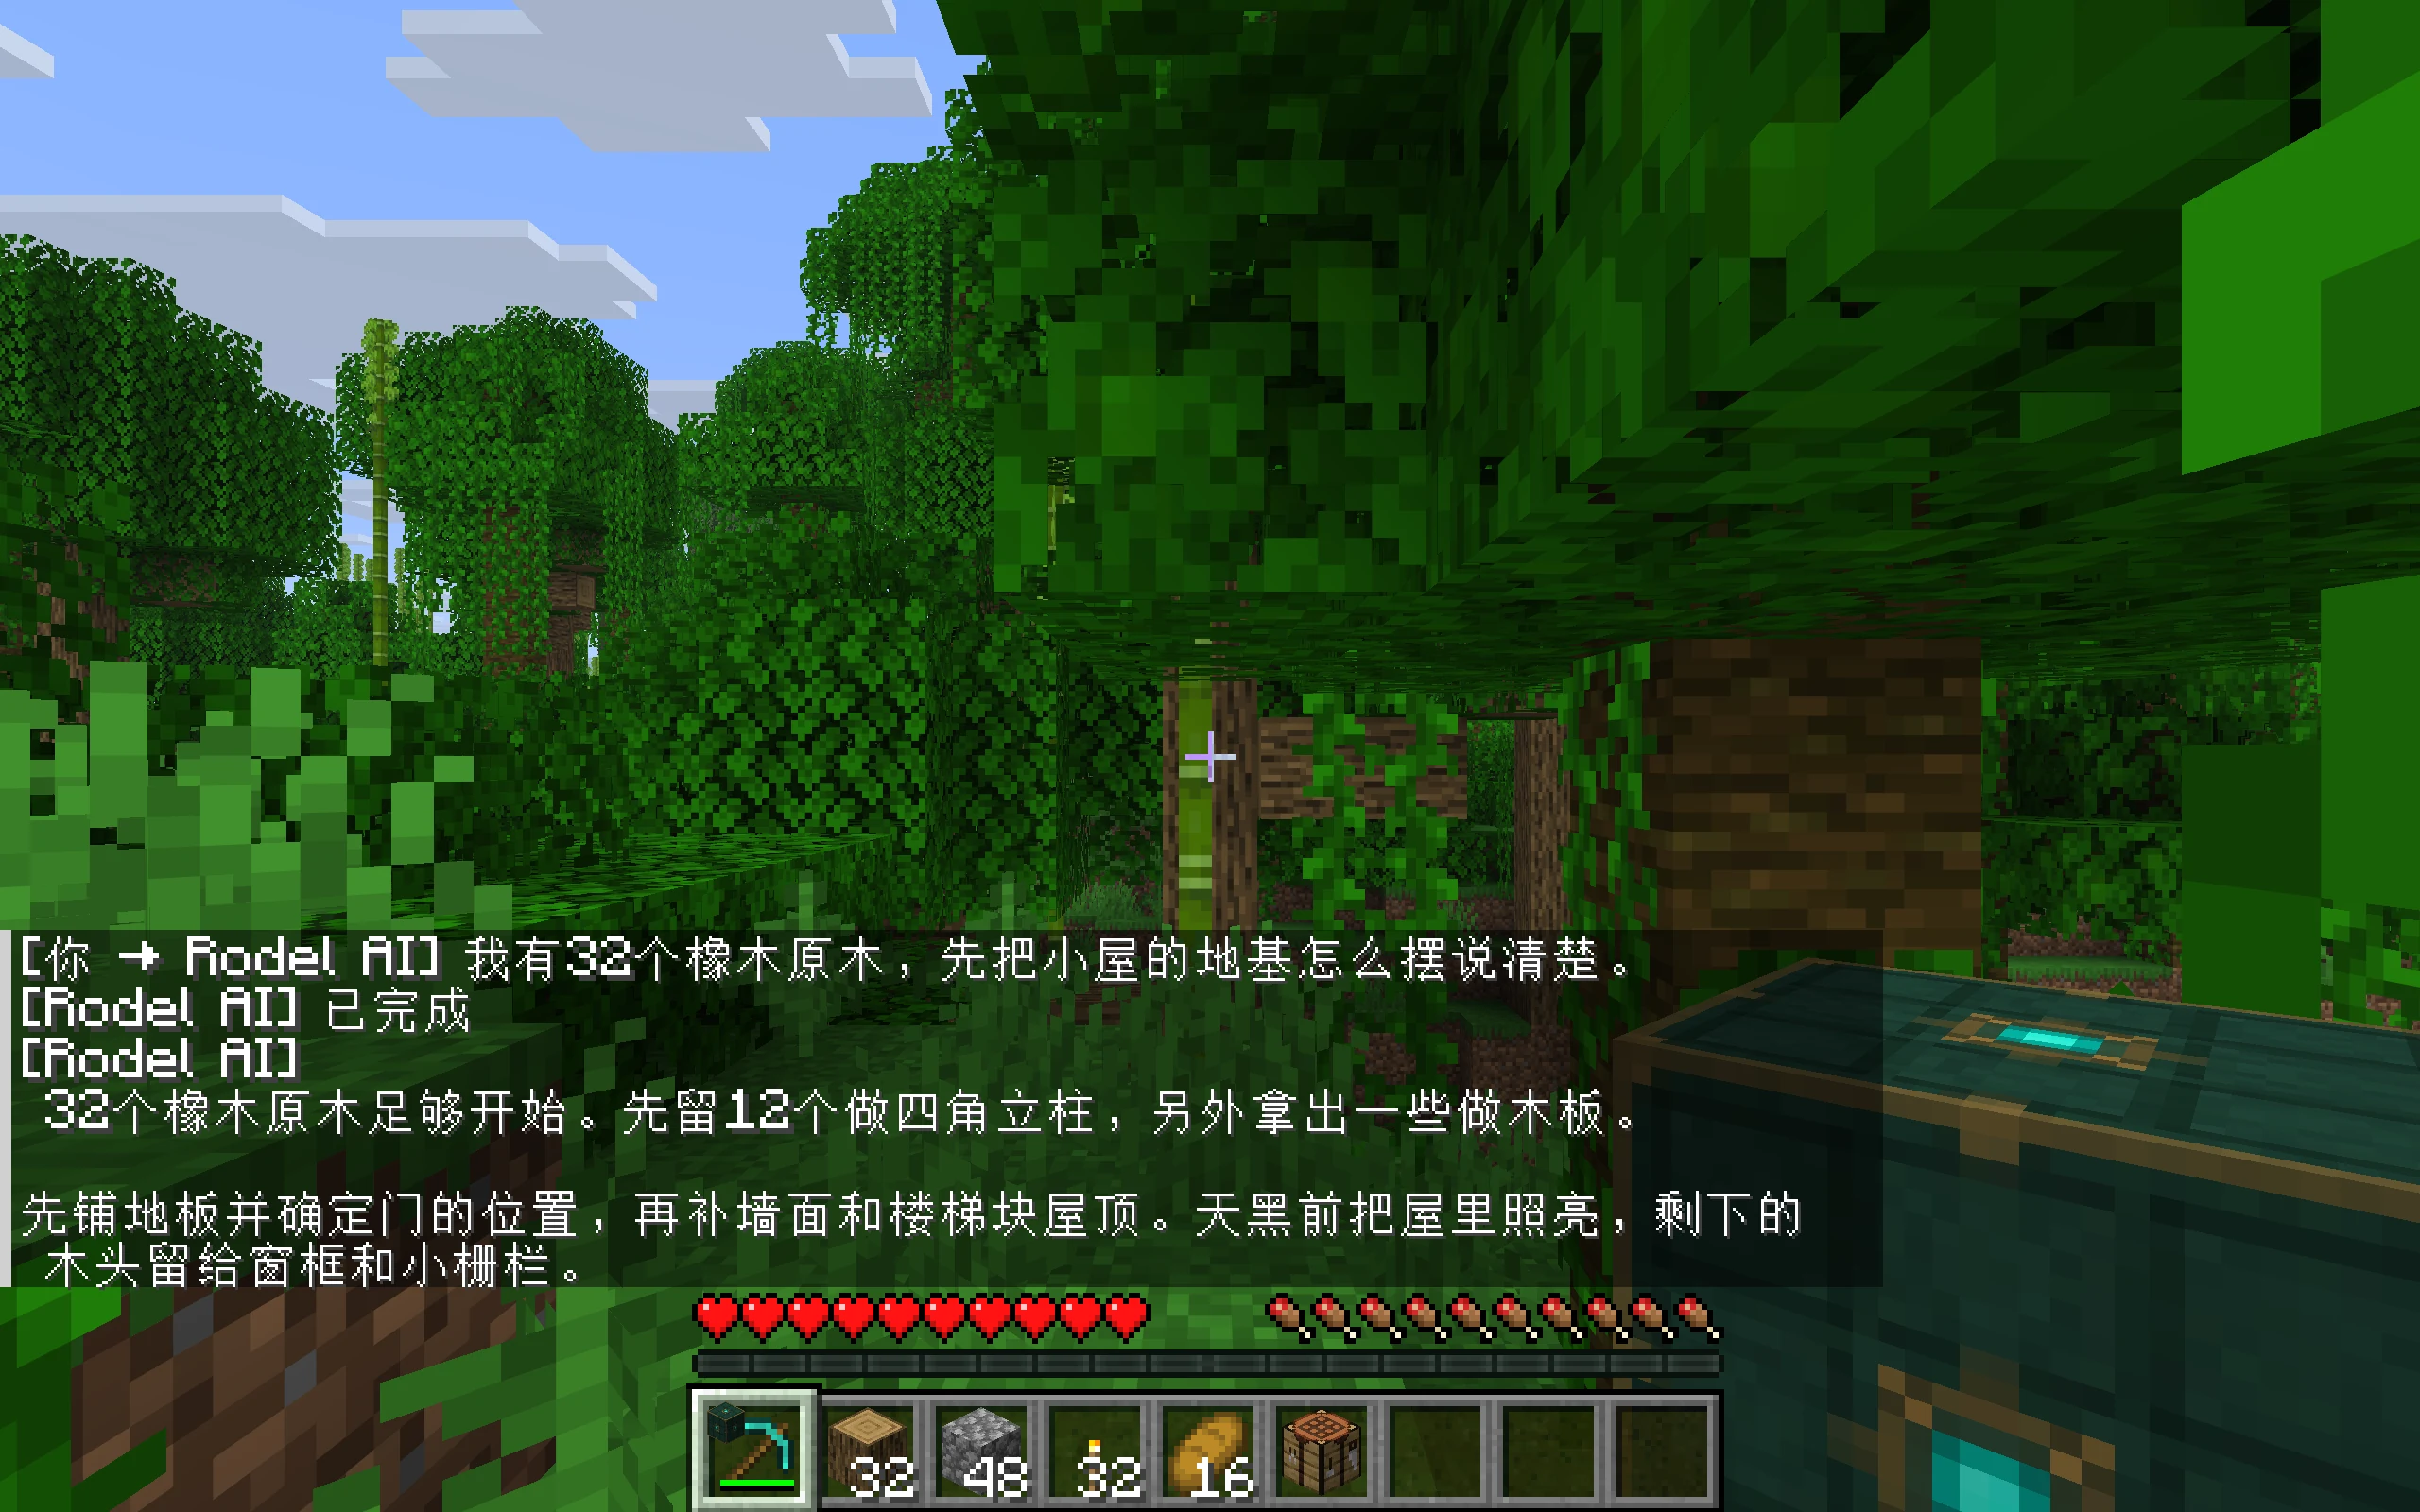 [你 → Rodel AI] 我有32个橡木原木，先把小屋的地基怎么摆说清楚。
[Rodel AI] 已完成
[Rodel AI]
32个橡木原木足够开始。先留12个做四角立柱，另外拿出一些做木板。
先铺地板并确定门的位置，再补墙面和楼梯块屋顶。天黑前把屋里照亮，剩下的
木头留给窗框和小栅栏。
32 48 32 16